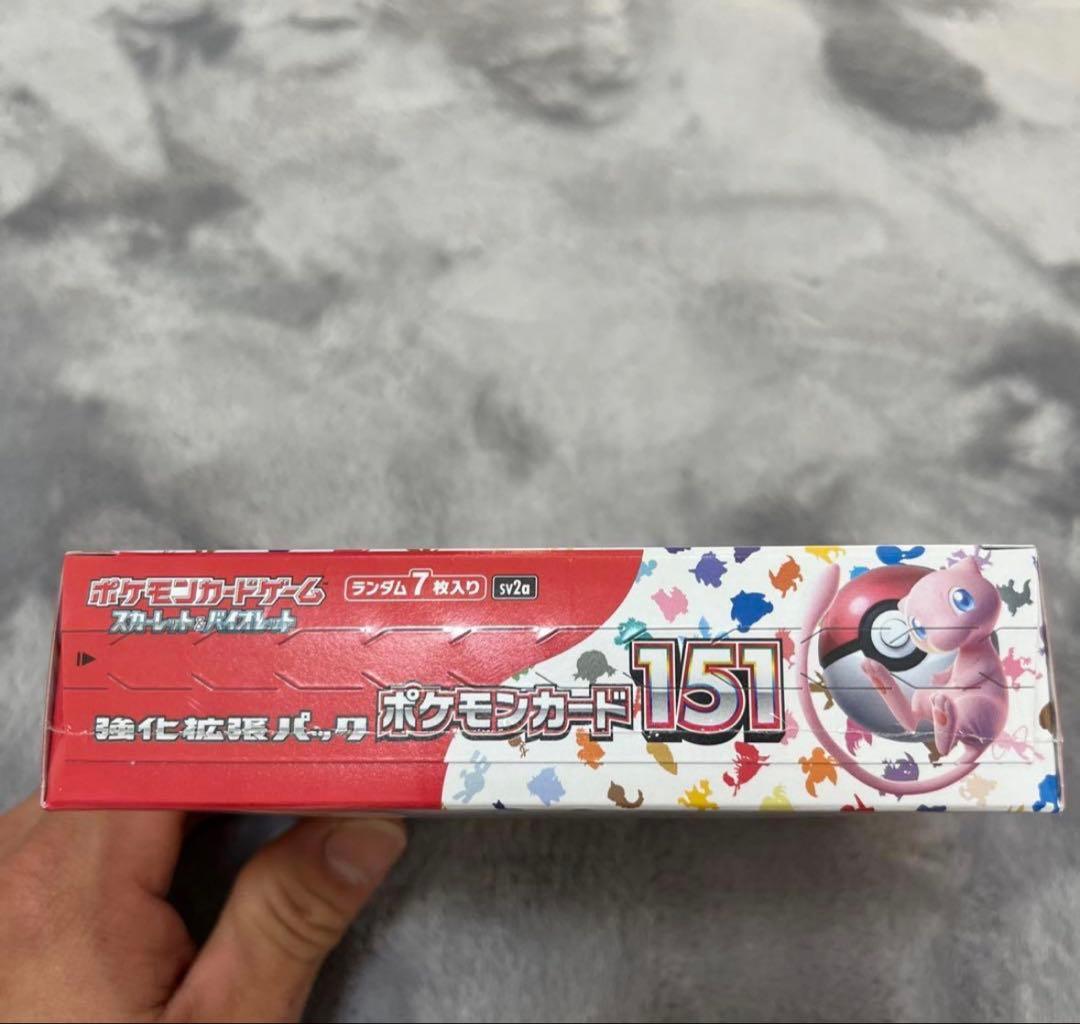 ポケモンカードゲーム
スカーレット&バイオレット
ランダム7枚入り
sv2a
強化拡張パック
ポケモンカード151